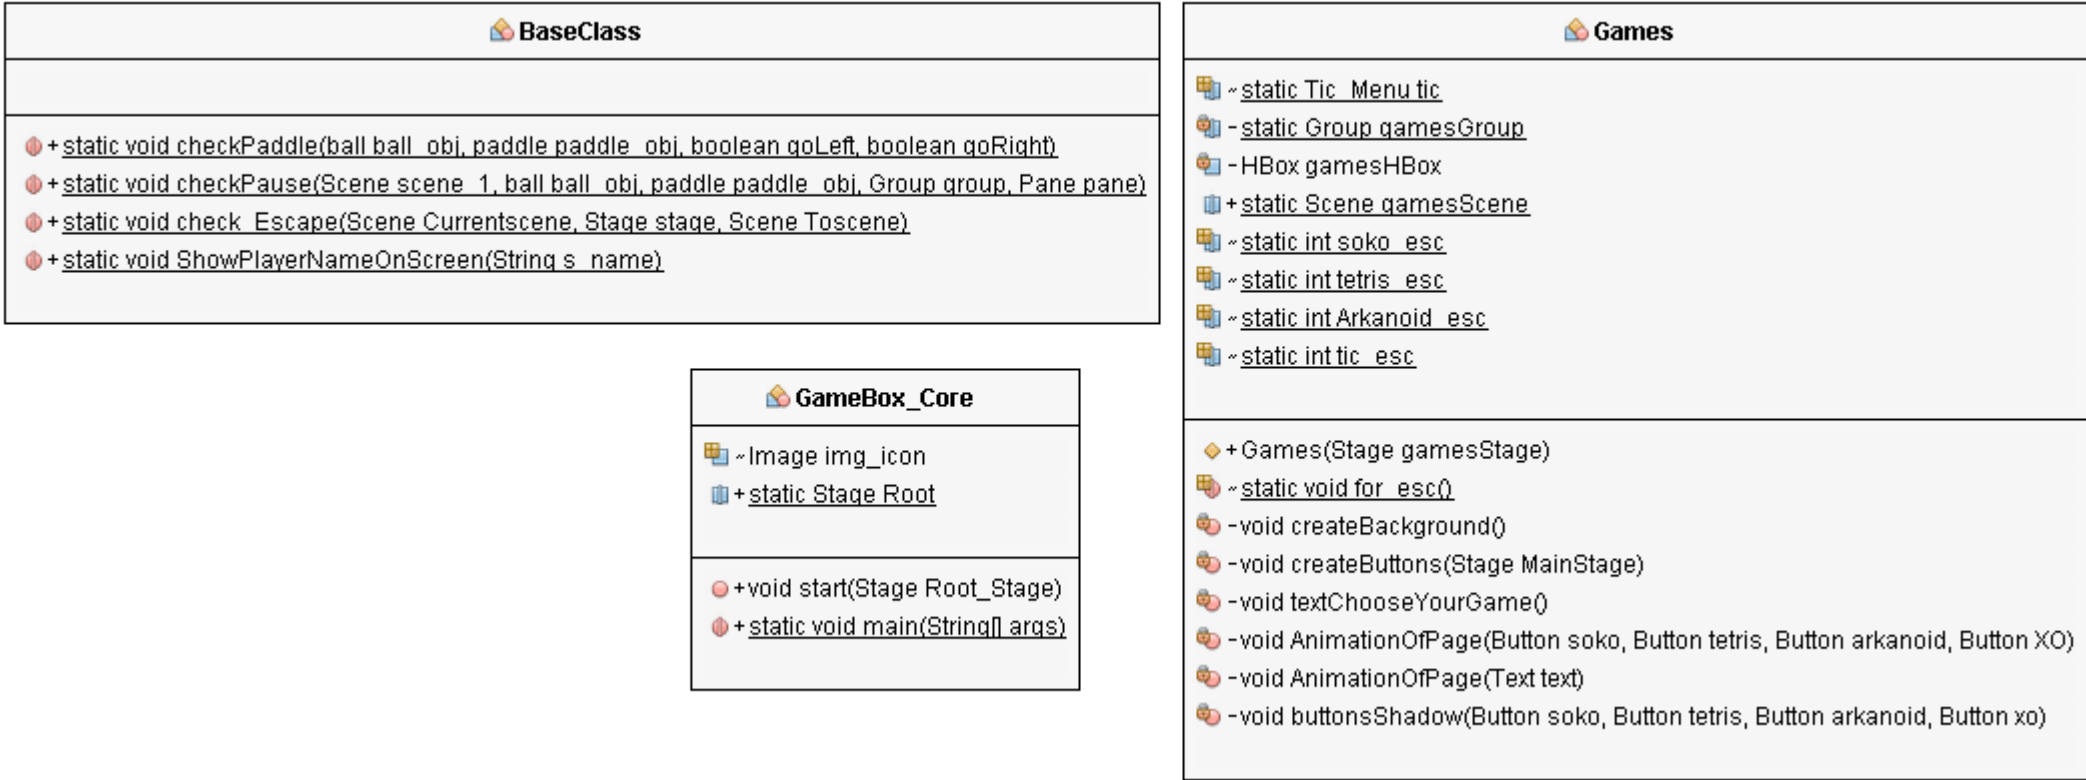 BaseClass
+static void checkPaddle(ball ball_obj, paddle paddle_obj, boolean goLeft, boolean goRight)
+static void checkPause(Scene scene_1, ball ball_obj, paddle paddle_obj, Group group, Pane pane)
+static void check_Escape(Scene Currentscene, Stage stage, Scene Toscene)
+static void ShowPlayerNameOnScreen(String s_name)
GameBox_Core
~Image img_icon
+static Stage Root
+void start(Stage Root_Stage)
+static void main(String[] args)
Games
~static Tic_Menu tic
-static Group gamesGroup
-HBox gamesHBox
+static Scene gamesScene
~static int soko_esc
~static int tetris_esc
~static int Arkanoid_esc
~static int tic_esc
+Games(Stage gamesStage)
~static void for_esc()
-void createBackground()
-void createButtons(Stage MainStage)
-void textChooseYourGame()
-void AnimationOfPage(Button soko, Button tetris, Button arkanoid, Button XO)
-void AnimationOfPage(Text text)
-void buttonsShadow(Button soko, Button tetris, Button arkanoid, Button xo)